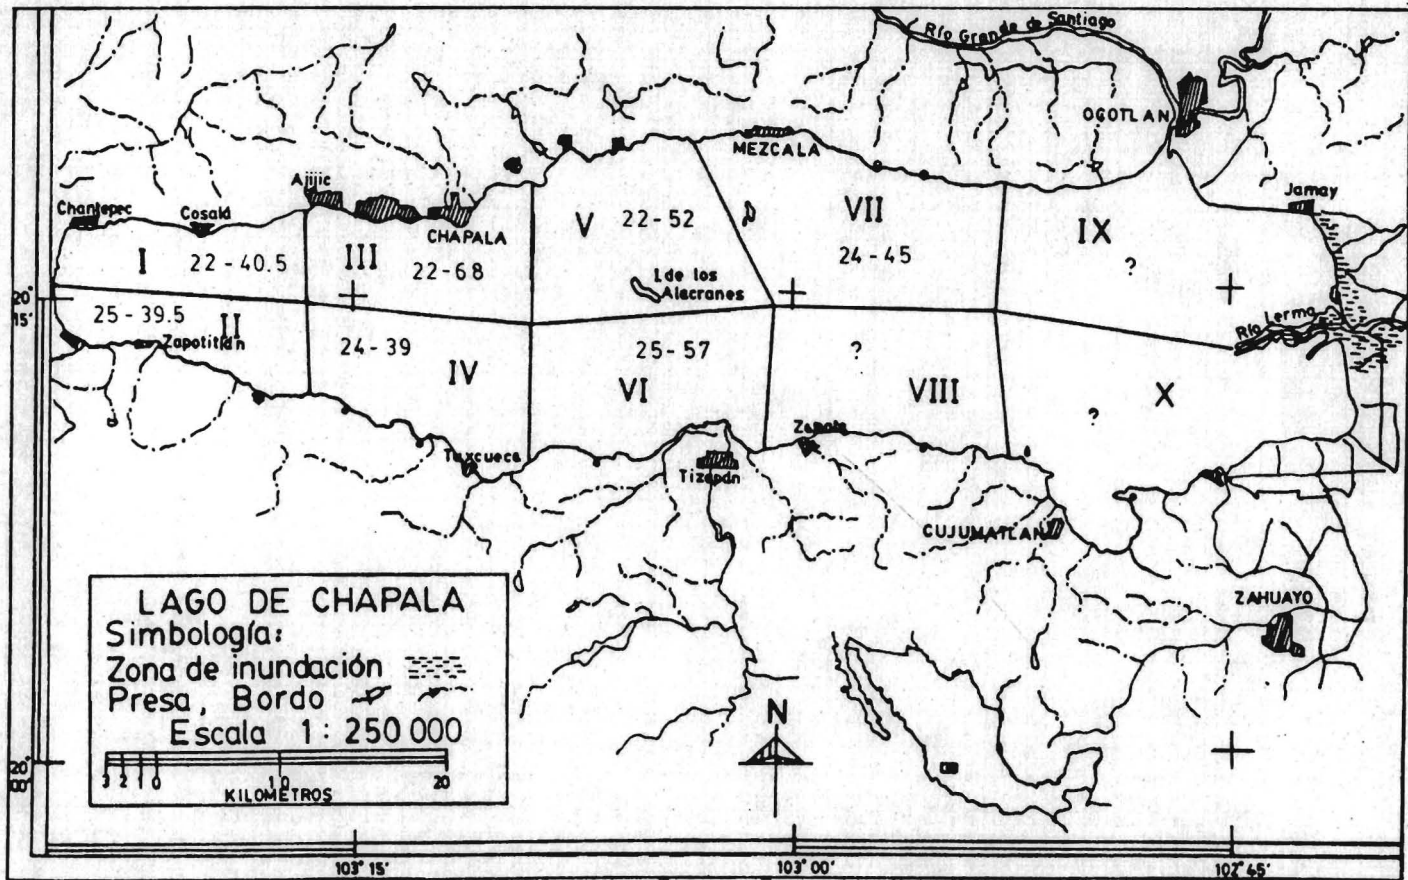 Río Grande de Santiago
OCOTLAN
MEZCALA
Ajijic
Jamay
Chantepec
Cosalá
CHAPALA
V 22-52
VII
24-45
IX
?
I 22-40.5
III
22-68
I. de los
Alacranes
20°
15'
25-39.5 II
Zapotitlán
24-39
IV
25-57
VI
?
VIII
Río Lerma
X
?
Tuxcueca
Tizapán
Zapata
CUJUMATLAN
ZAHUAYO
LAGO DE CHAPALA
Simbología:
Zona de inundación
Presa, Bordo
Escala 1:250 000
3 2 1 0 10 20
KILOMETROS
N
20°
00'
103° 15'
103° 00'
102° 45'